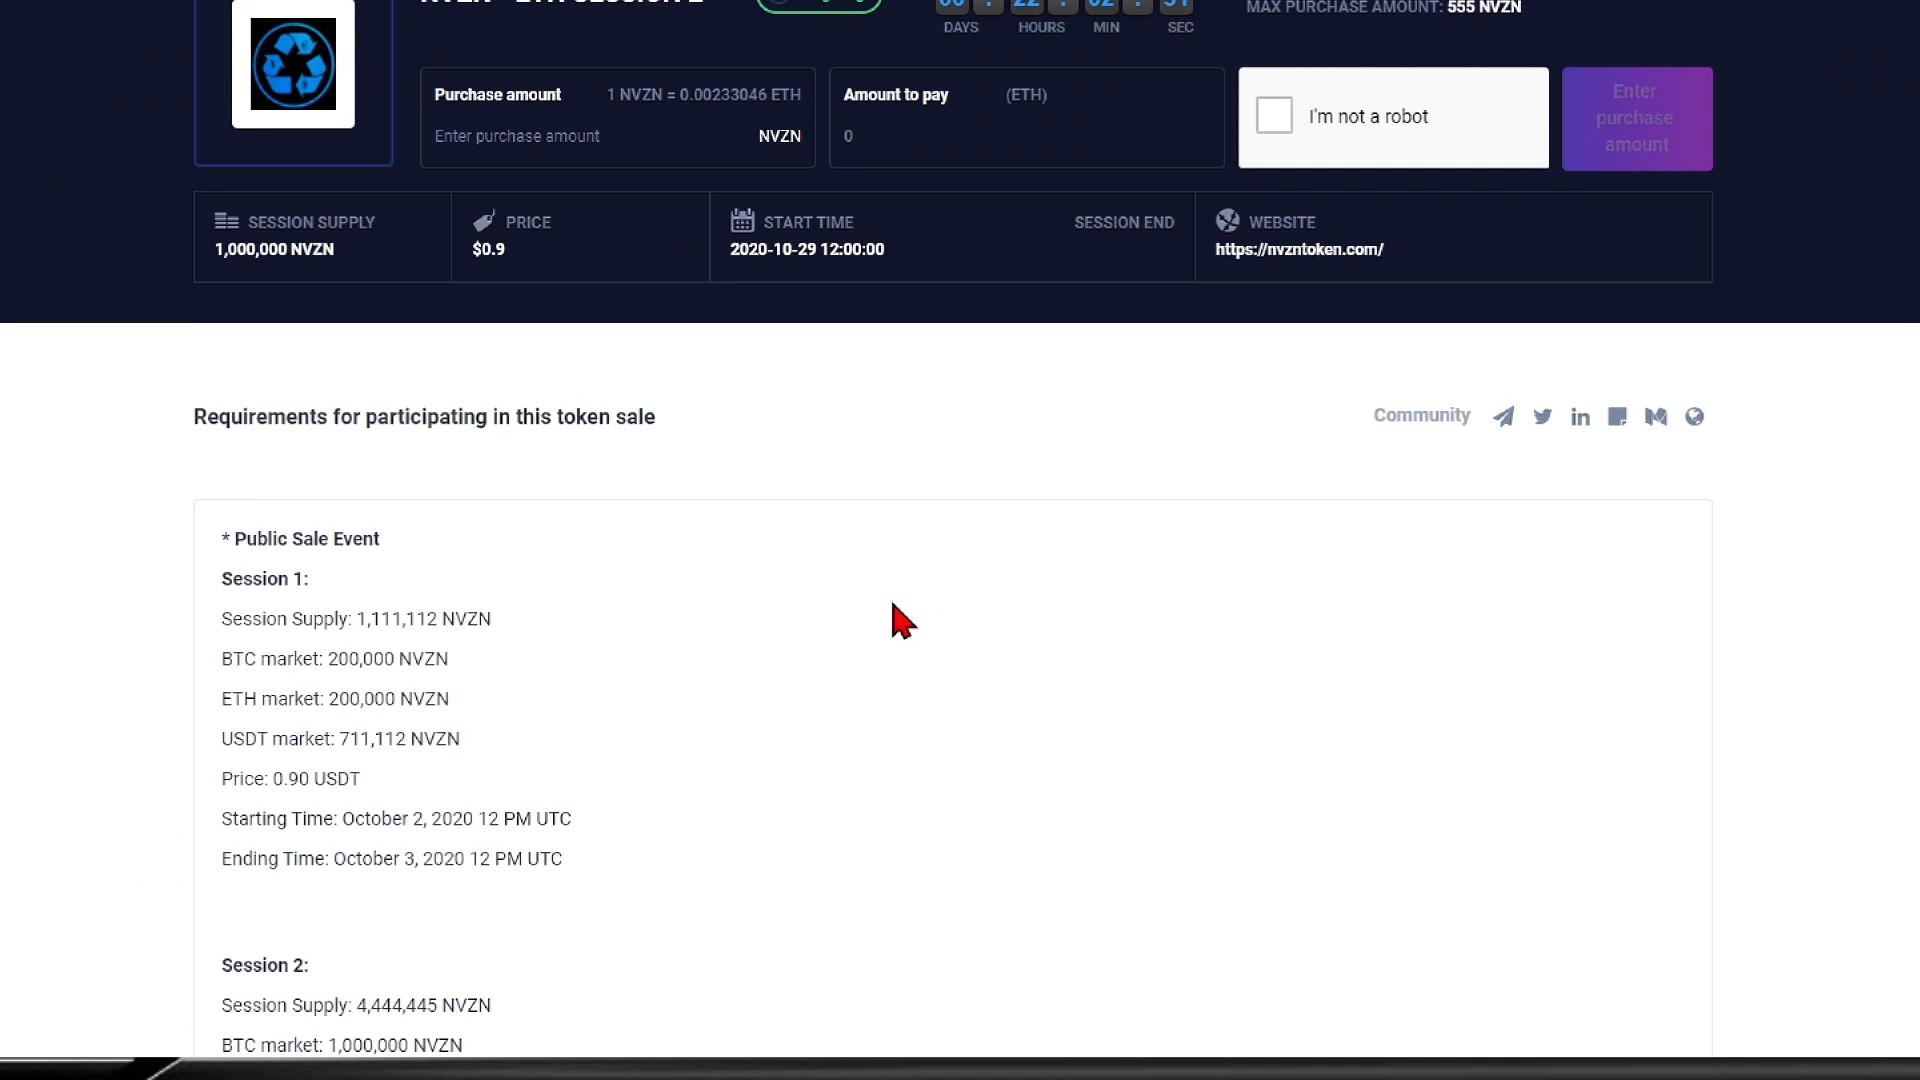 MAX PURCHASE AMOUNT: 555 NVZN
DAYS HOURS MIN SEC
Purchase amount 1 NVZN = 0.00233046 ETH
Enter purchase amount NVZN
Amount to pay (ETH)
0
I'm not a robot
Enter
purchase
amount
SESSION SUPPLY
1,000,000 NVZN
PRICE
$0.9
START TIME SESSION END
2020-10-29 12:00:00
WEBSITE
https://nvzntoken.com/
Requirements for participating in this token sale
Community
* Public Sale Event
Session 1:
Session Supply: 1,111,112 NVZN
BTC market: 200,000 NVZN
ETH market: 200,000 NVZN
USDT market: 711,112 NVZN
Price: 0.90 USDT
Starting Time: October 2, 2020 12 PM UTC
Ending Time: October 3, 2020 12 PM UTC
Session 2:
Session Supply: 4,444,445 NVZN
BTC market: 1,000,000 NVZN